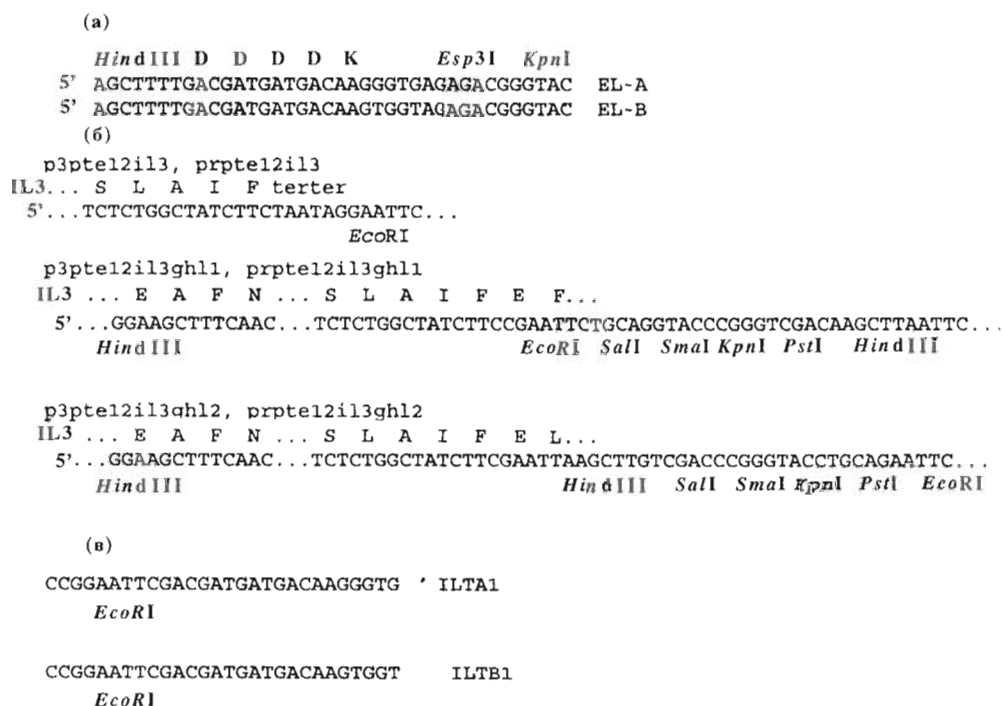 (а)
HindIII D D D D K Esp3I KpnI
5' AGCTTTTGACGATGATGACAAGGGTGAGAGACGGGTAC EL-A
5' AGCTTTTGACGATGATGACAAGTGGTAGAGACGGGTAC EL-B
(б)
p3pte12il3, prpte12il3
IL3... S L A I F terter
5'...TCTCTGGCTATCTTCTAATAGGAATTC...
EcoRI
p3pte12il3ghl1, prpte12il3ghl1
IL3 ... E A F N ... S L A I F E F...
5'...GGAAGCTTTCAAC...TCTCTGGCTATCTTCCGAATTCTGCAGGTACCCGGGTCGACAAGCTTAATTC...
HindIII EcoRI SalI SmaI KpnI PstI HindIII
p3pte12il3ghl2, prpte12il3ghl2
IL3 ... E A F N ... S L A I F E L...
5'...GGAAGCTTTCAAC...TCTCTGGCTATCTTCGAATTAAGCTTGTCGACCCGGGTACCTGCAGAATTC...
HindIII HindIII SalI SmaI KpnI PstI EcoRI
(в)
CCGGAATTCGACGATGATGACAAGGGTG ' ILTA1
EcoRI
CCGGAATTCGACGATGATGACAAGTGGT ILTB1
EcoRI